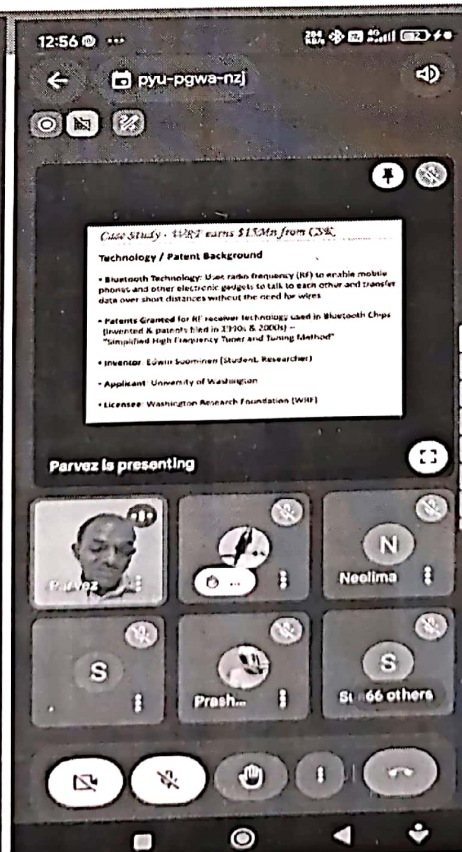 12:56
pyu-pgwa-nzj
Case Study - WRF earns $15Mn from CSR,
Technology / Patent Background
• Bluetooth Technology: Uses radio frequency (RF) to enable mobile
phones and other electronic gadgets to talk to each other and transfer
data over short distances without the need for wires
• Patents Granted for RF receiver technology used in Bluetooth Chips
(Invented & patents filed in 1990s & 2000s) –
"Simplified High Frequency Tuner and Tuning Method"
• Inventor: Edwin Suominen (Student, Researcher)
• Applicant: University of Washington
• Licensee: Washington Research Foundation (WRF)
Parvez is presenting
Parvez
...
N
Neelima
S
Prash...
S
66 others